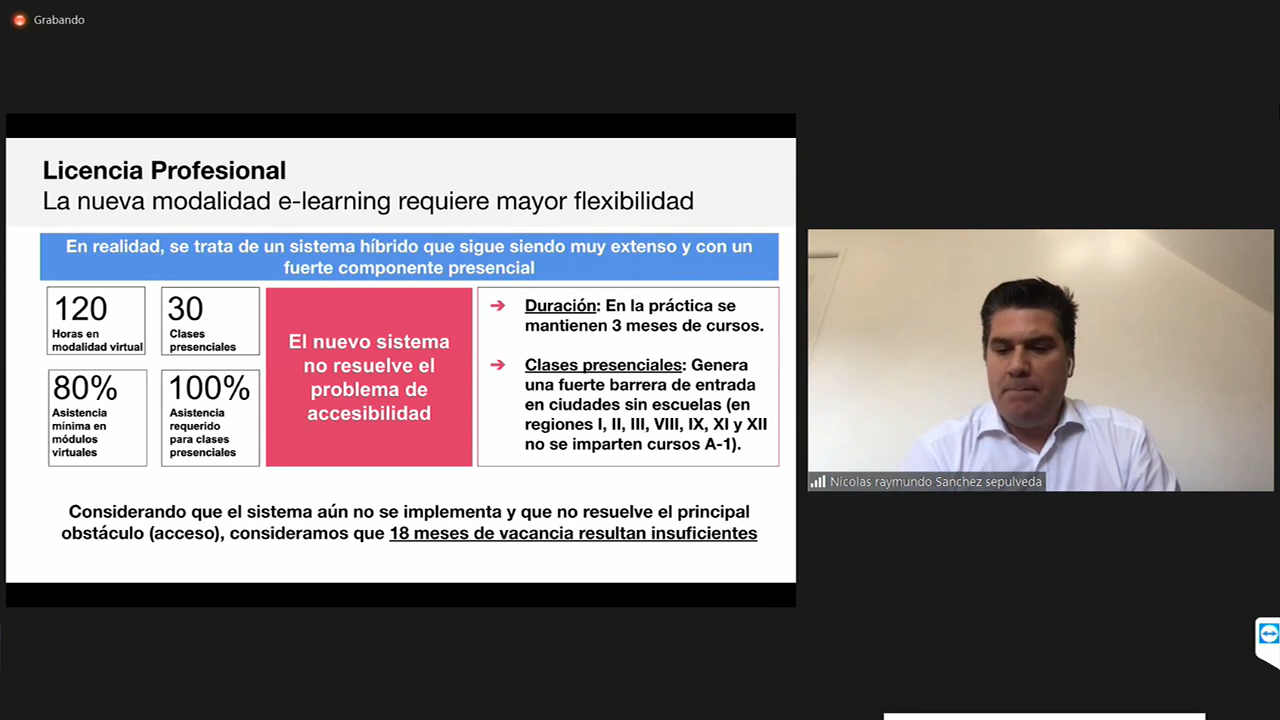 Grabando
Licencia Profesional
La nueva modalidad e-learning requiere mayor flexibilidad
En realidad, se trata de un sistema híbrido que sigue siendo muy extenso y con un
fuerte componente presencial
120
Horas en
modalidad virtual
30
Clases
presenciales
80%
Asistencia
mínima en
módulos
virtuales
100%
Asistencia
requerido
para clases
presenciales
El nuevo sistema
no resuelve el
problema de
accesibilidad
➔ Duración: En la práctica se
mantienen 3 meses de cursos.
➔ Clases presenciales: Genera
una fuerte barrera de entrada
en ciudades sin escuelas (en
regiones I, II, III, VIII, IX, XI y XII
no se imparten cursos A-1).
Considerando que el sistema aún no se implementa y que no resuelve el principal
obstáculo (acceso), consideramos que 18 meses de vacancia resultan insuficientes
Nicolas raymundo Sanchez sepulveda